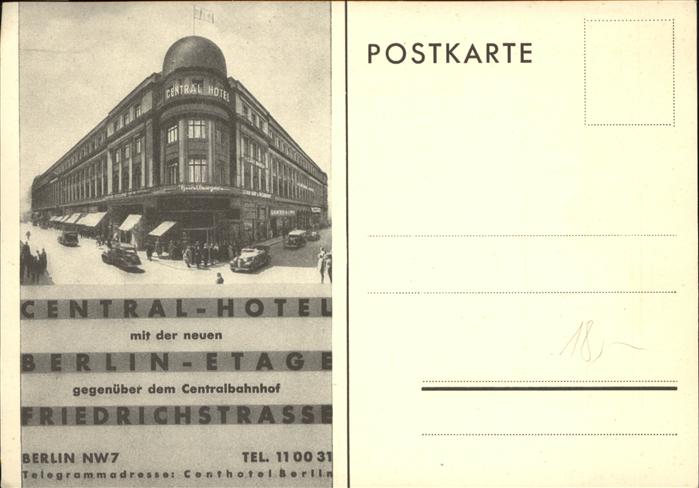 CENTRAL HOTEL
CENTRAL-HOTEL
mit der neuen
BERLIN-ETAGE
gegenüber dem Centralbahnhof
FRIEDRICHSTRASSE
BERLIN NW7 TEL. 11 00 31
Telegrammadresse: Centhotel Berlin
POSTKARTE
18,-